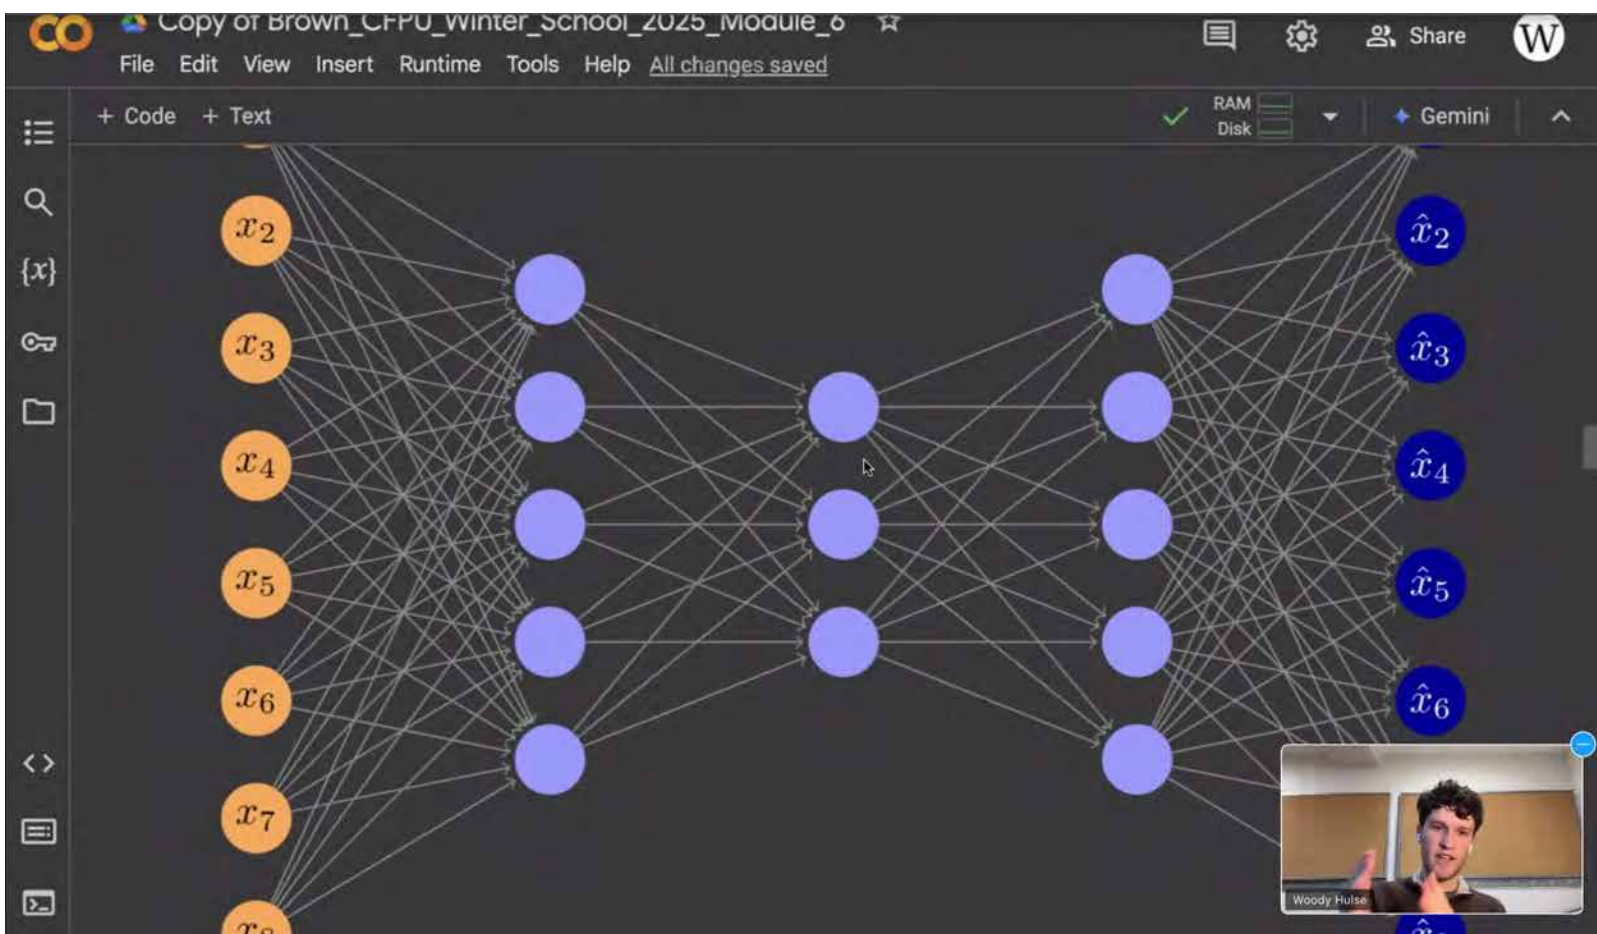 Copy of Brown_CFPU_Winter_School_2025_Module_6
Share
W
File Edit View Insert Runtime Tools Help All changes saved
+ Code + Text
RAM
Disk
Gemini
{x}
x2
x3
x4
x5
x6
x7
x8
x̂2
x̂3
x̂4
x̂5
x̂6
Woody Hulse